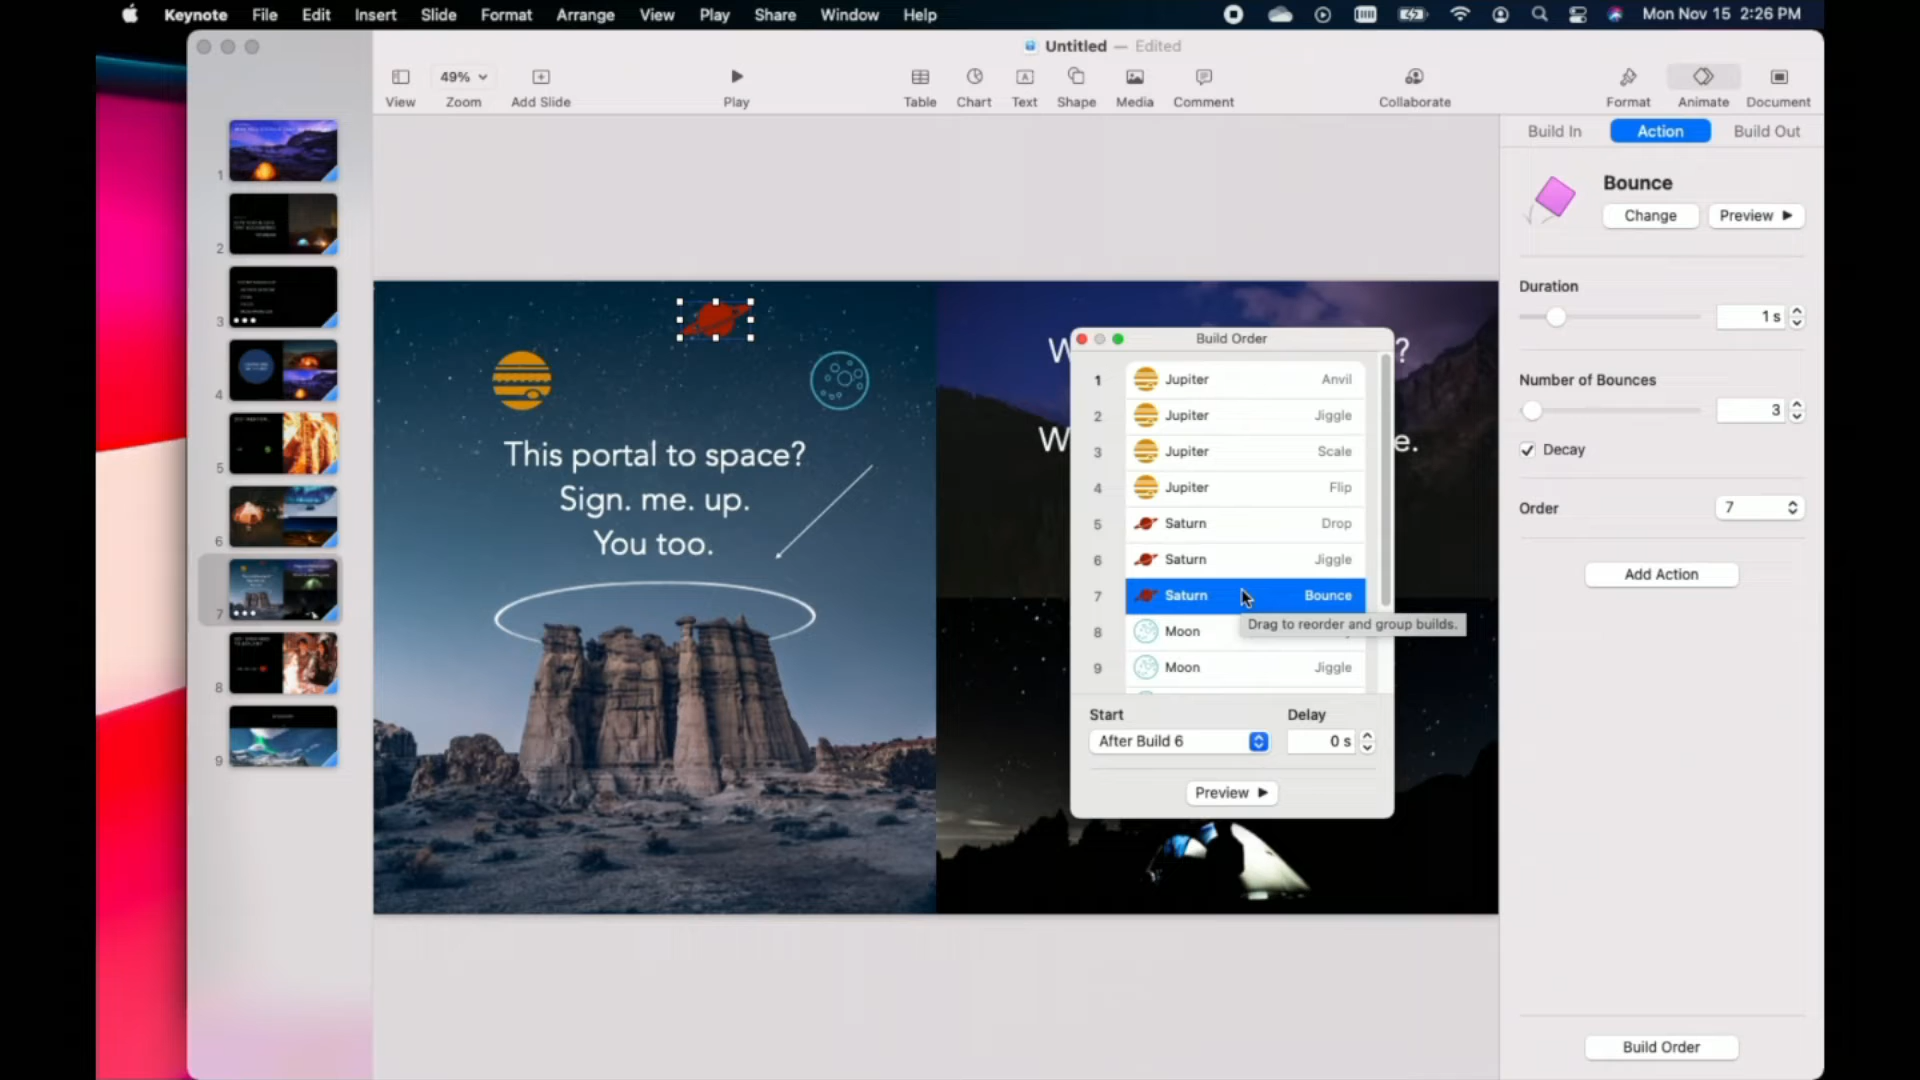 Keynote File Edit Insert Slide Format Arrange View Play Share Window Help
Mon Nov 15 2:26 PM
Untitled — Edited
49%
View Zoom Add Slide Play Table Chart Text Shape Media Comment Collaborate Format Animate Document
Build In Action Build Out
Bounce
Change Preview
Duration
1 s
Number of Bounces
3
Decay
Order 7
Add Action
Build Order
1
2
3
4
5
6
7
8
9
This portal to space?
Sign. me. up.
You too.
W ?
W e.
Build Order
1 Jupiter Anvil
2 Jupiter Jiggle
3 Jupiter Scale
4 Jupiter Flip
5 Saturn Drop
6 Saturn Jiggle
7 Saturn Bounce
Drag to reorder and group builds.
8 Moon
9 Moon Jiggle
Start Delay
After Build 6 0 s
Preview